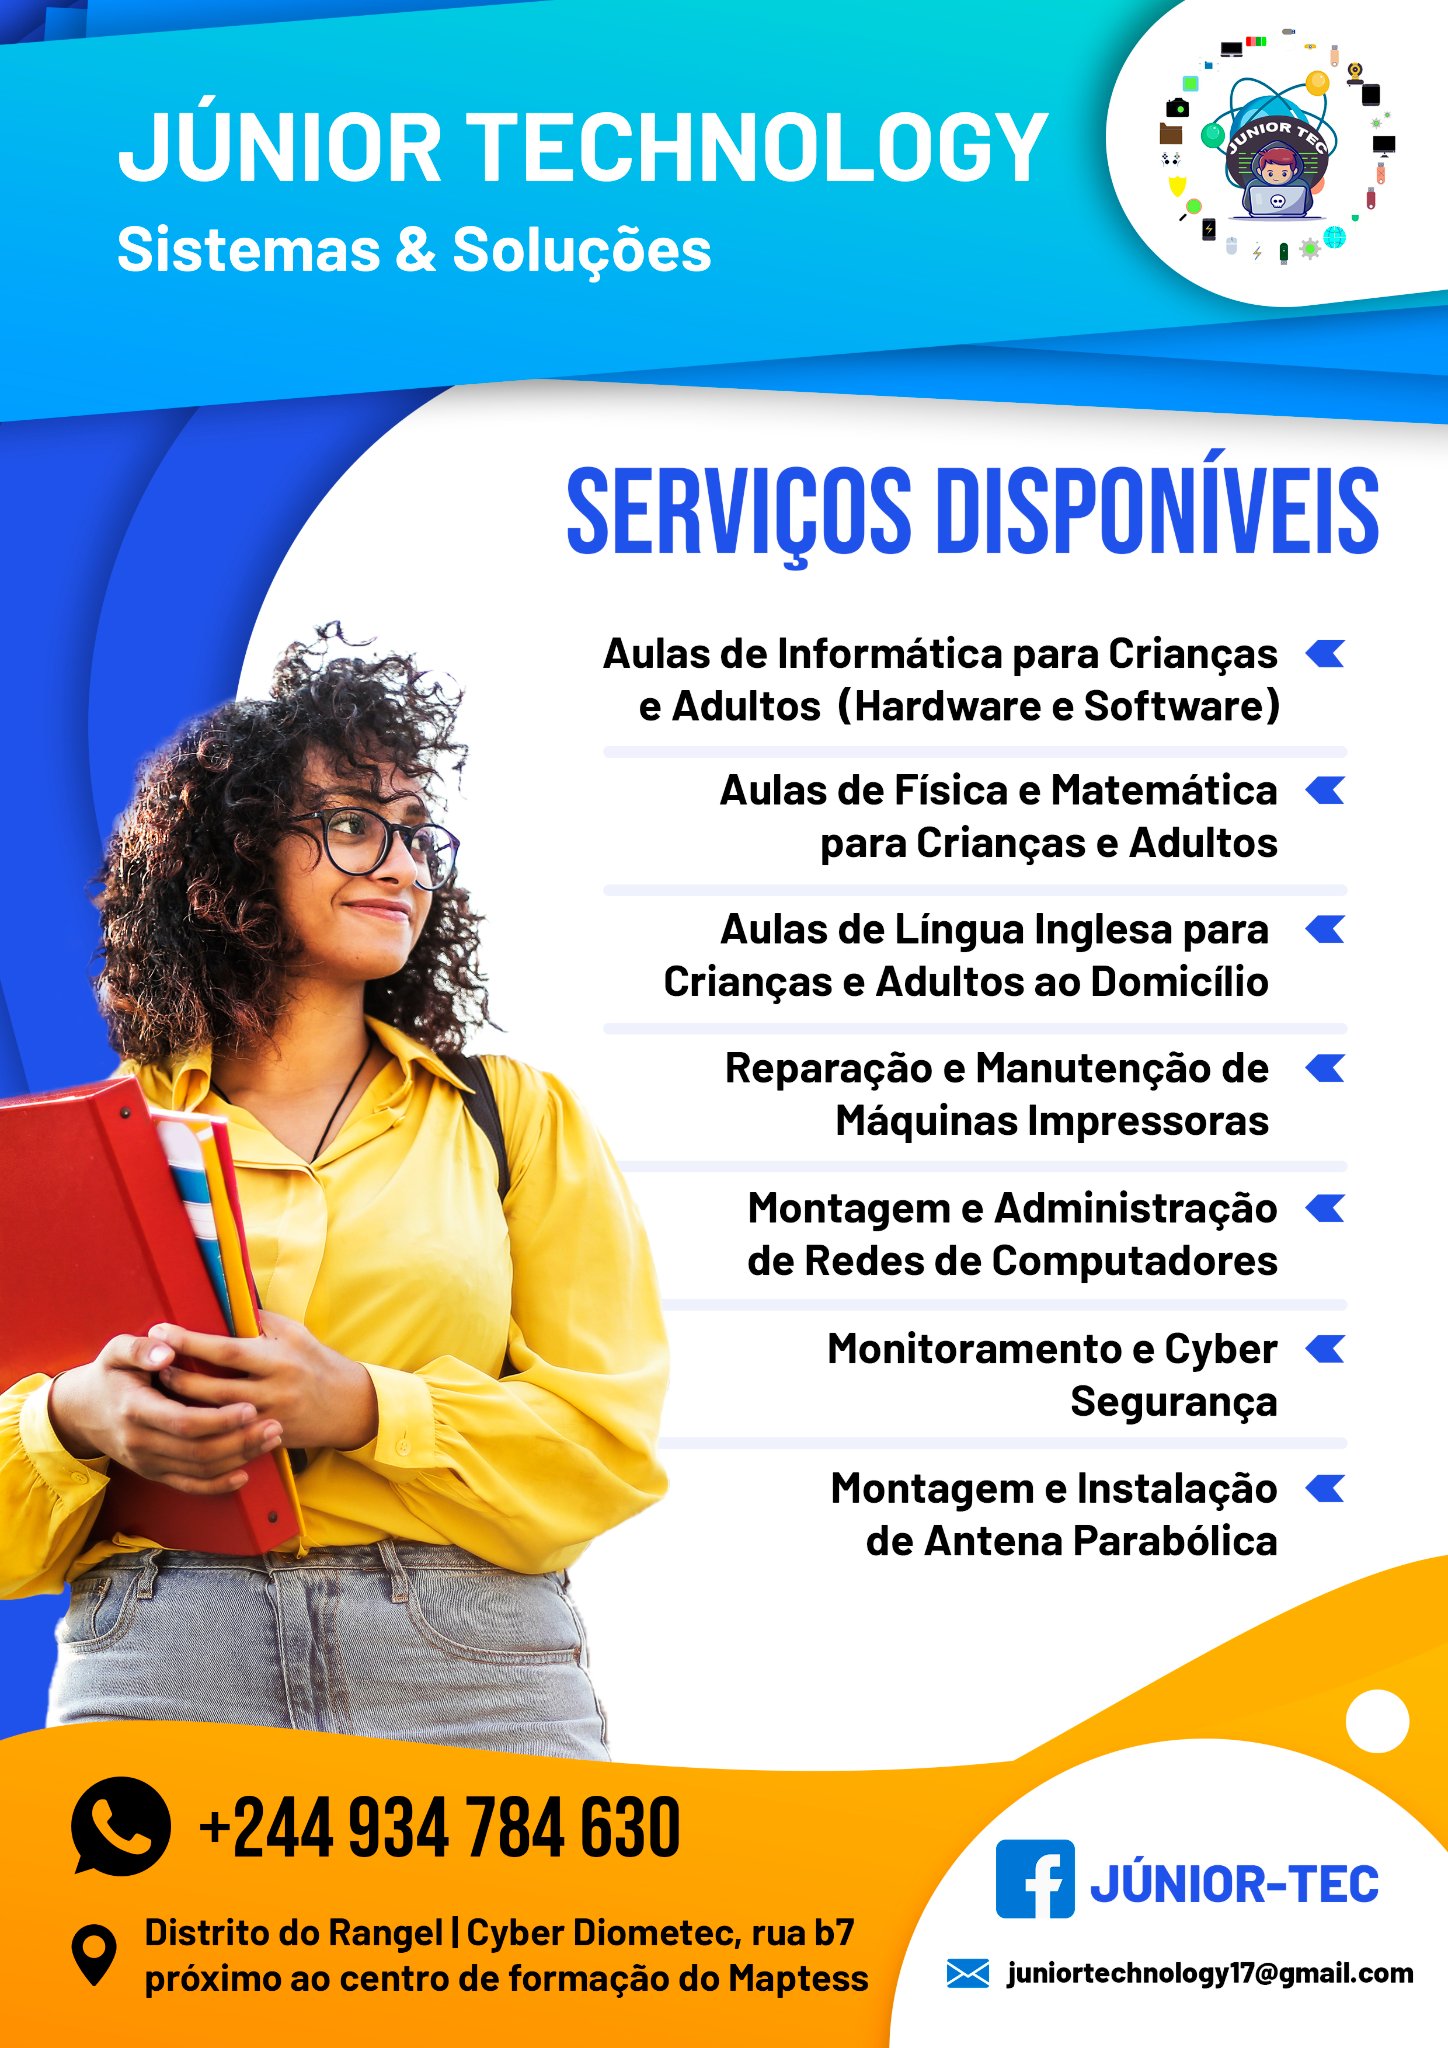 JÚNIOR TECHNOLOGY
Sistemas & Soluções
JUNIOR TEC
SERVIÇOS DISPONÍVEIS
Aulas de Informática para Crianças
e Adultos (Hardware e Software)
Aulas de Física e Matemática
para Crianças e Adultos
Aulas de Língua Inglesa para
Crianças e Adultos ao Domicílio
Reparação e Manutenção de
Máquinas Impressoras
Montagem e Administração
de Redes de Computadores
Monitoramento e Cyber
Segurança
Montagem e Instalação
de Antena Parabólica
+244 934 784 630
Distrito do Rangel | Cyber Diometec, rua b7
próximo ao centro de formação do Maptess
JÚNIOR-TEC
juniortechnology17@gmail.com